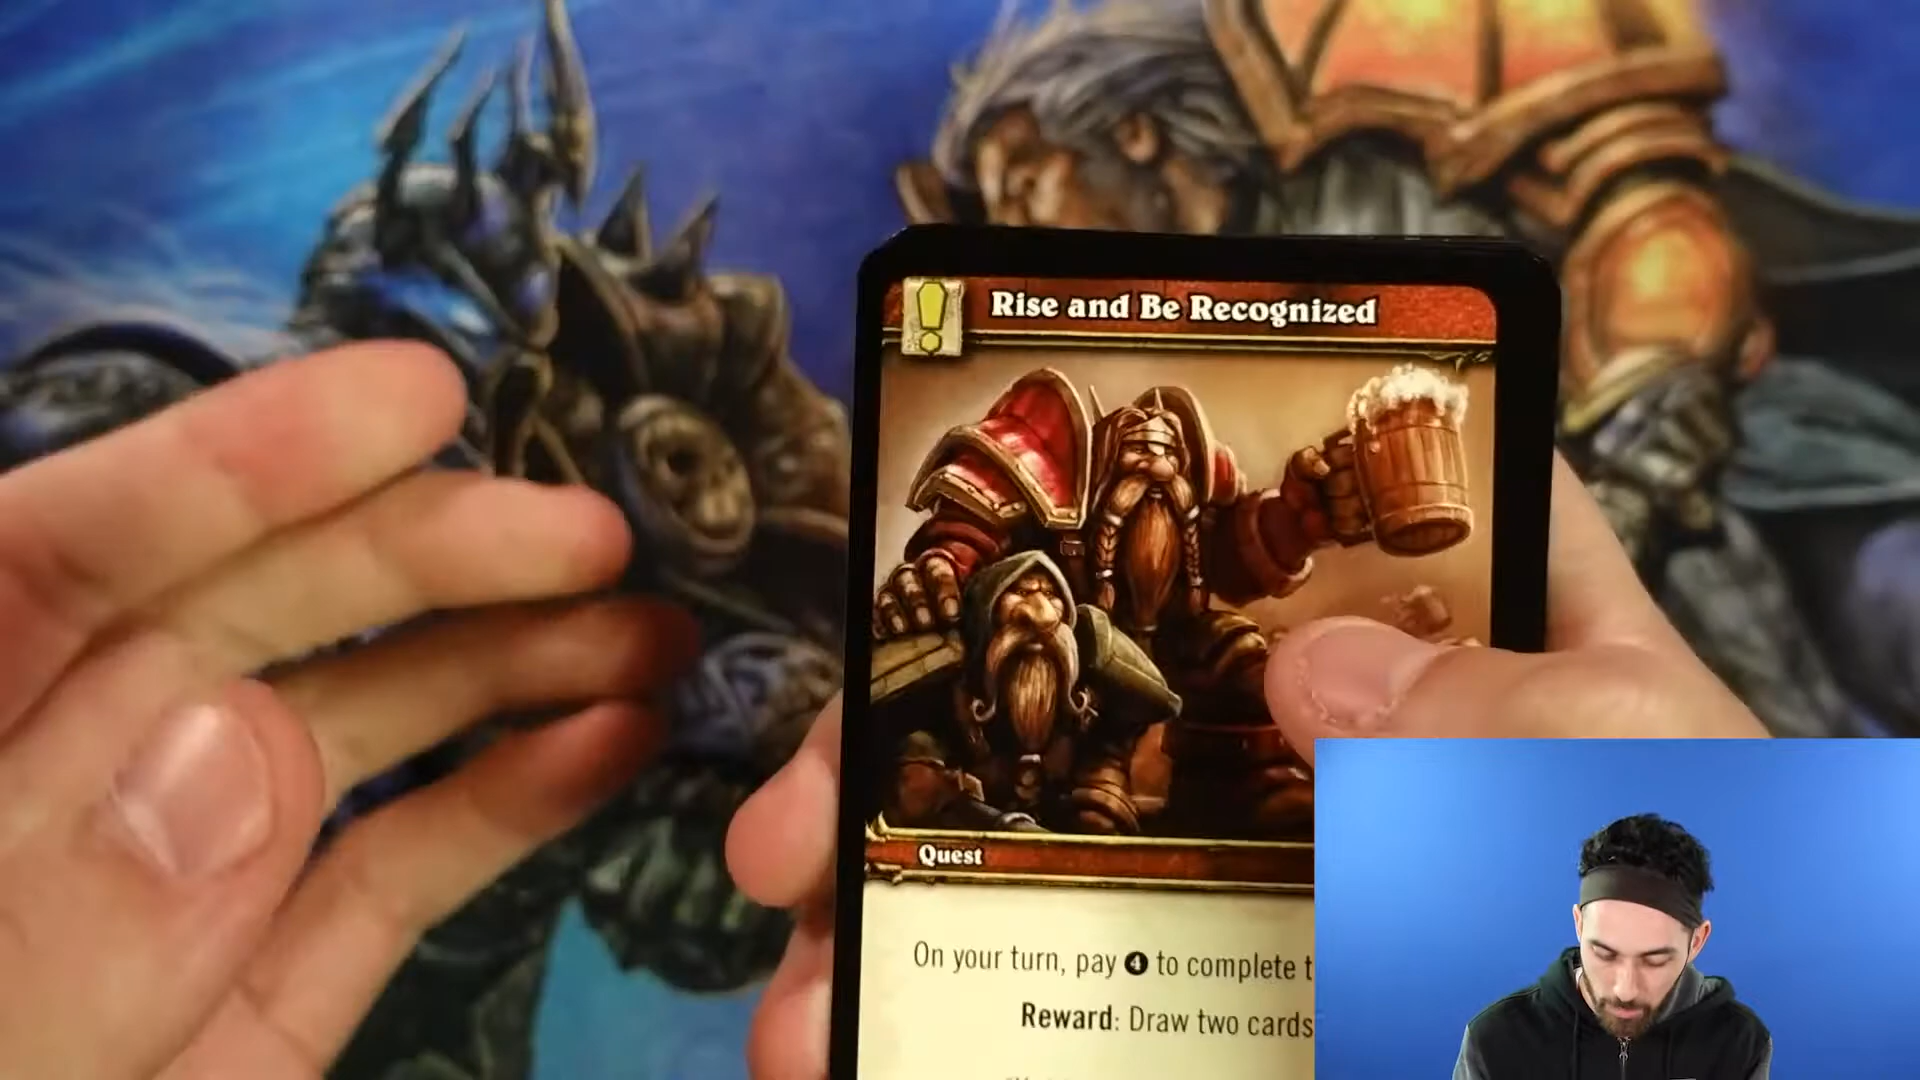 Rise and Be Recognized
Quest
On your turn, pay 4 to complete
Reward: Draw two cards